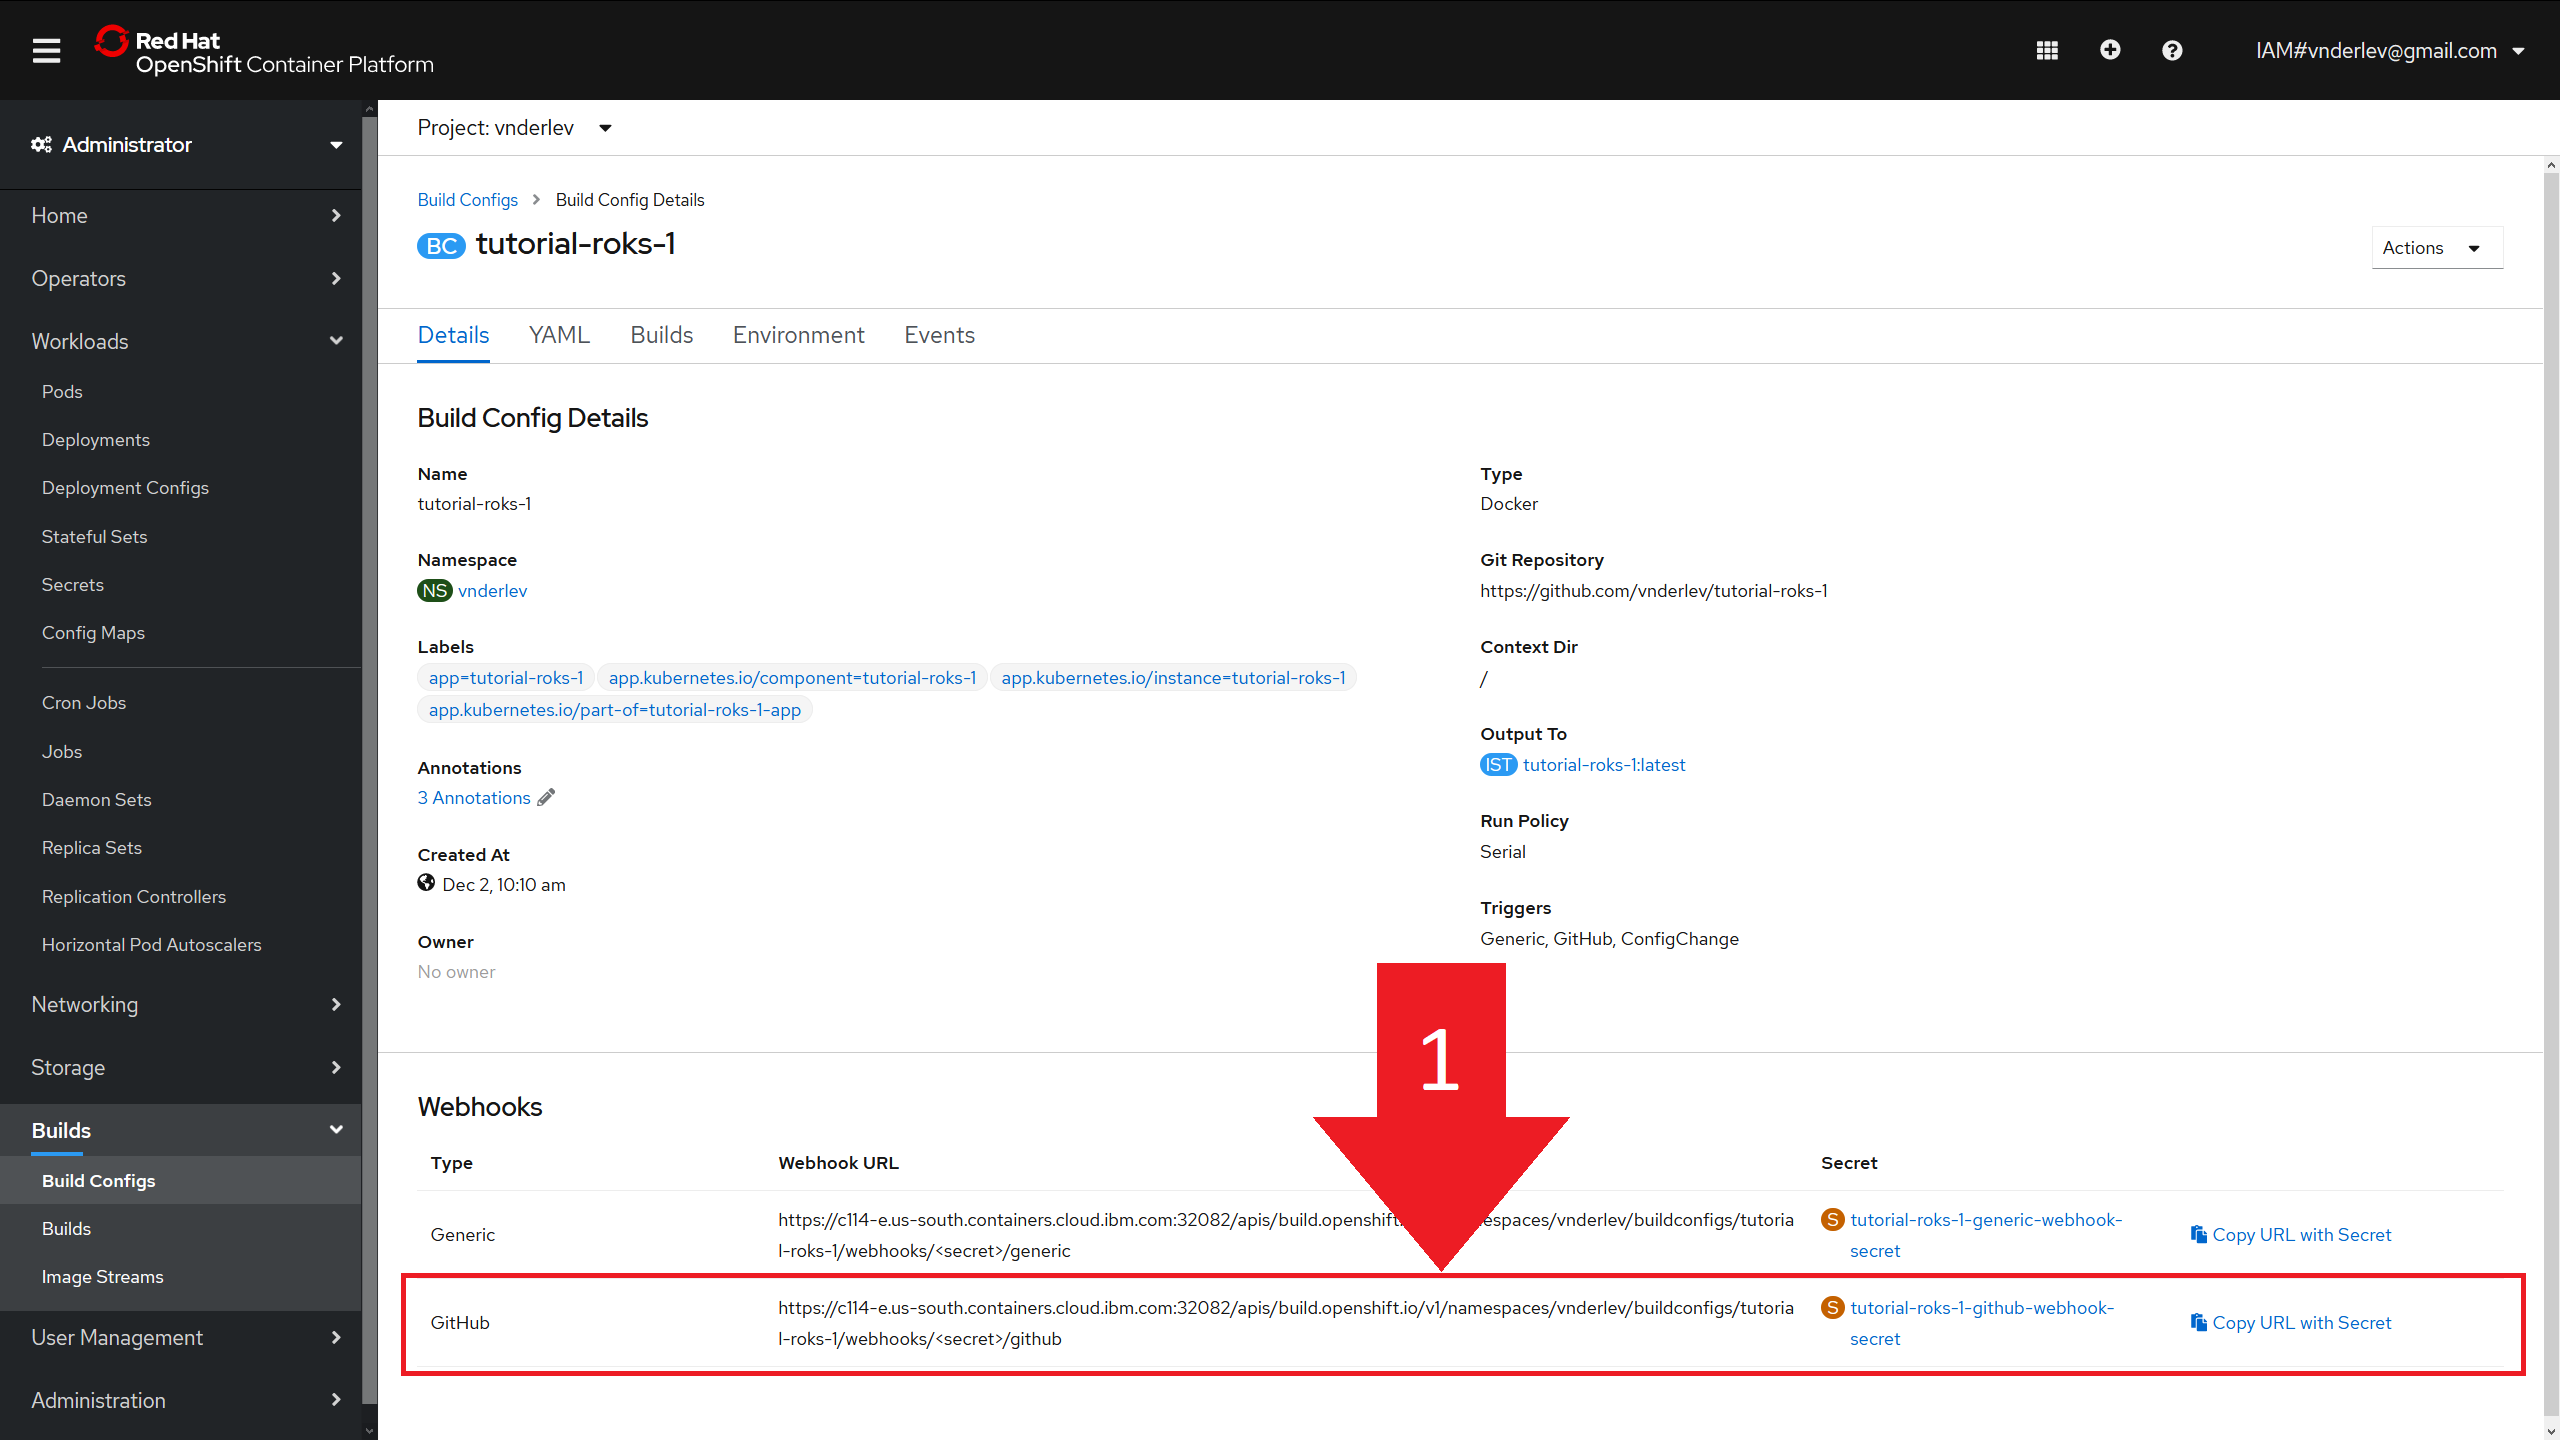 Red Hat
OpenShift Container Platform
IAM#vnderlev@gmail.com
Administrator
Home
Operators
Workloads
Pods
Deployments
Deployment Configs
Stateful Sets
Secrets
Config Maps
Cron Jobs
Jobs
Daemon Sets
Replica Sets
Replication Controllers
Horizontal Pod Autoscalers
Networking
Storage
Builds
Build Configs
Builds
Image Streams
User Management
Administration
Project: vnderlev
Build Configs
Build Config Details
BC tutorial-roks-1
Actions
Details
YAML
Builds
Environment
Events
Build Config Details
Name
tutorial-roks-1
Namespace
NS vnderlev
Labels
app=tutorial-roks-1 app.kubernetes.io/component=tutorial-roks-1 app.kubernetes.io/instance=tutorial-roks-1
app.kubernetes.io/part-of=tutorial-roks-1-app
Annotations
3 Annotations
Created At
Dec 2, 10:10 am
Owner
No owner
Type
Docker
Git Repository
https://github.com/vnderlev/tutorial-roks-1
Context Dir
/
Output To
IST tutorial-roks-1:latest
Run Policy
Serial
Triggers
Generic, GitHub, ConfigChange
1
Webhooks
Type
Webhook URL
Secret
Generic
https://c114-e.us-south.containers.cloud.ibm.com:32082/apis/build.openshift. espaces/vnderlev/buildconfigs/tutoria
l-roks-1/webhooks/<secret>/generic
S tutorial-roks-1-generic-webhook-
secret
Copy URL with Secret
GitHub
https://c114-e.us-south.containers.cloud.ibm.com:32082/apis/build.openshift.io/v1/namespaces/vnderlev/buildconfigs/tutoria
l-roks-1/webhooks/<secret>/github
S tutorial-roks-1-github-webhook-
secret
Copy URL with Secret